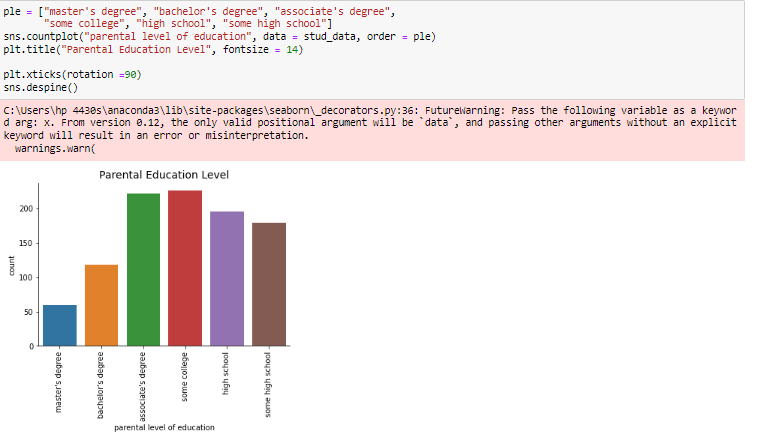 ple = ["master's degree", "bachelor's degree", "associate's degree",
"some college", "high school", "some high school"]
sns.countplot("parental level of education", data = stud_data, order = ple)
plt.title("Parental Education Level", fontsize = 14)
plt.xticks(rotation =90)
sns.despine()
C:\Users\hp 4430s\anaconda3\lib\site-packages\seaborn\_decorators.py:36: FutureWarning: Pass the following variable as a keywor
d arg: x. From version 0.12, the only valid positional argument will be `data`, and passing other arguments without an explicit
keyword will result in an error or misinterpretation.
warnings.warn(
Parental Education Level
200
150
100
50
0
count
master's degree
bachelor's degree
associate's degree
some college
high school
some high school
parental level of education